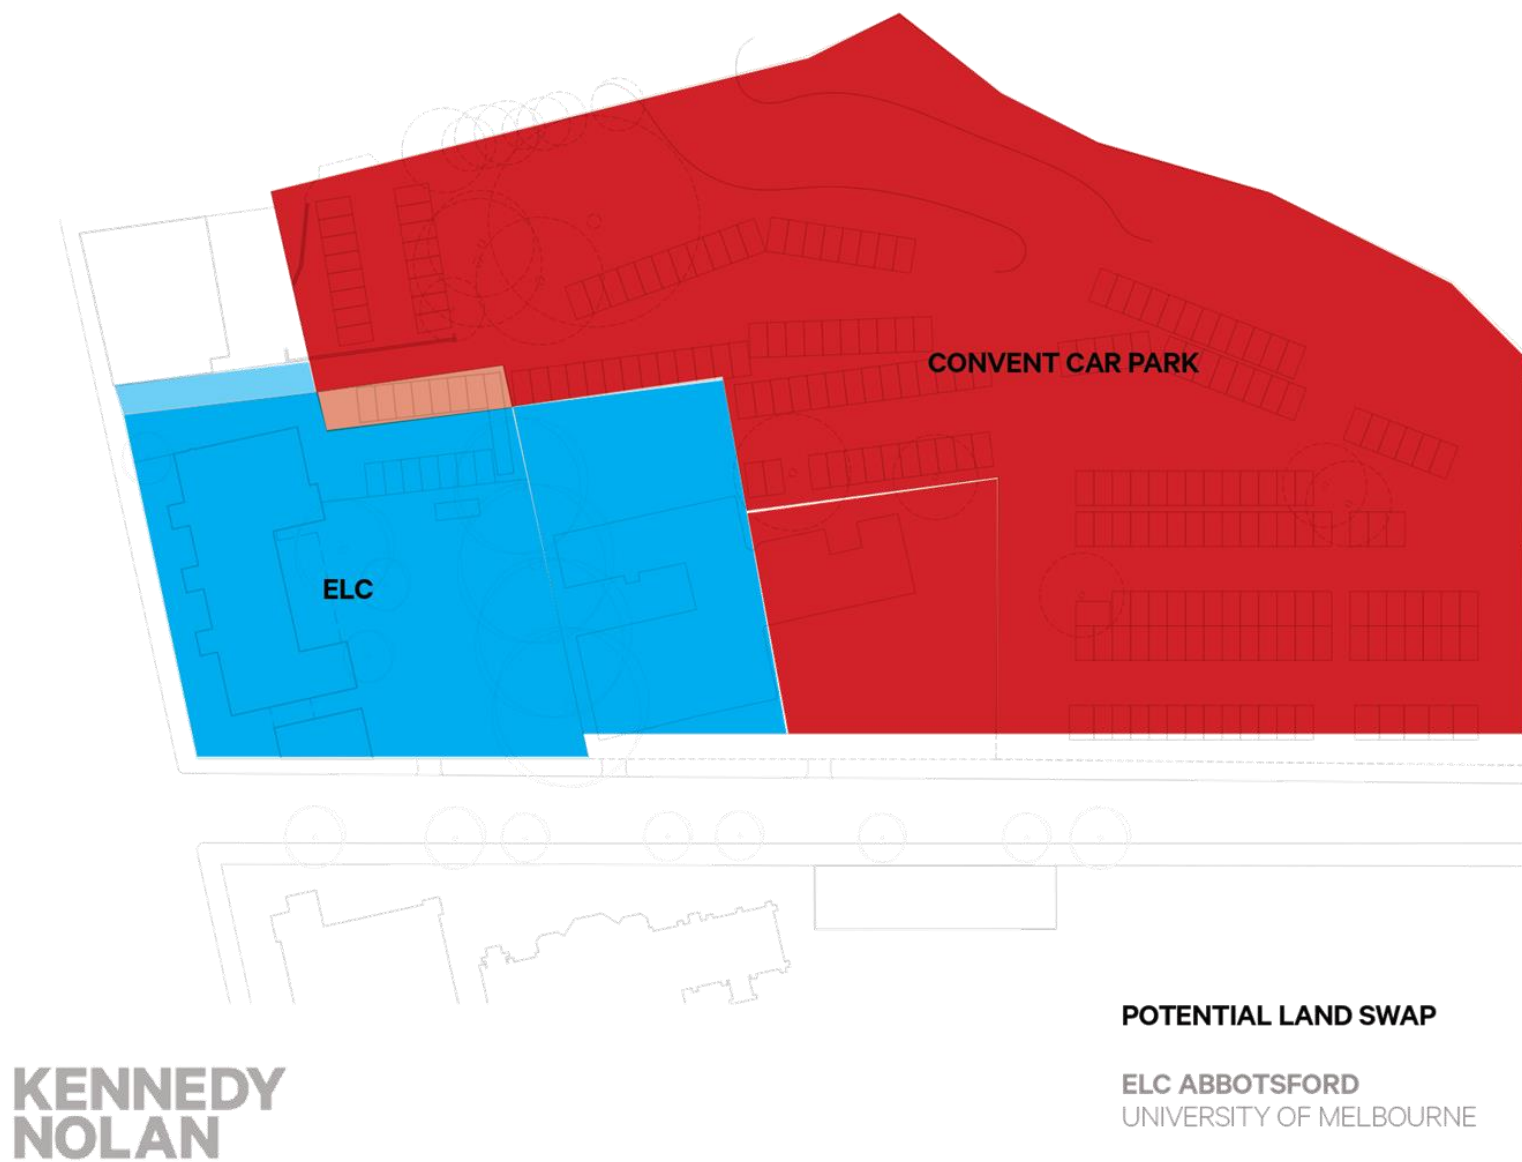 CONVENT CAR PARK
ELC
POTENTIAL LAND SWAP
ELC ABBOTSFORD
UNIVERSITY OF MELBOURNE
KENNEDY
NOLAN